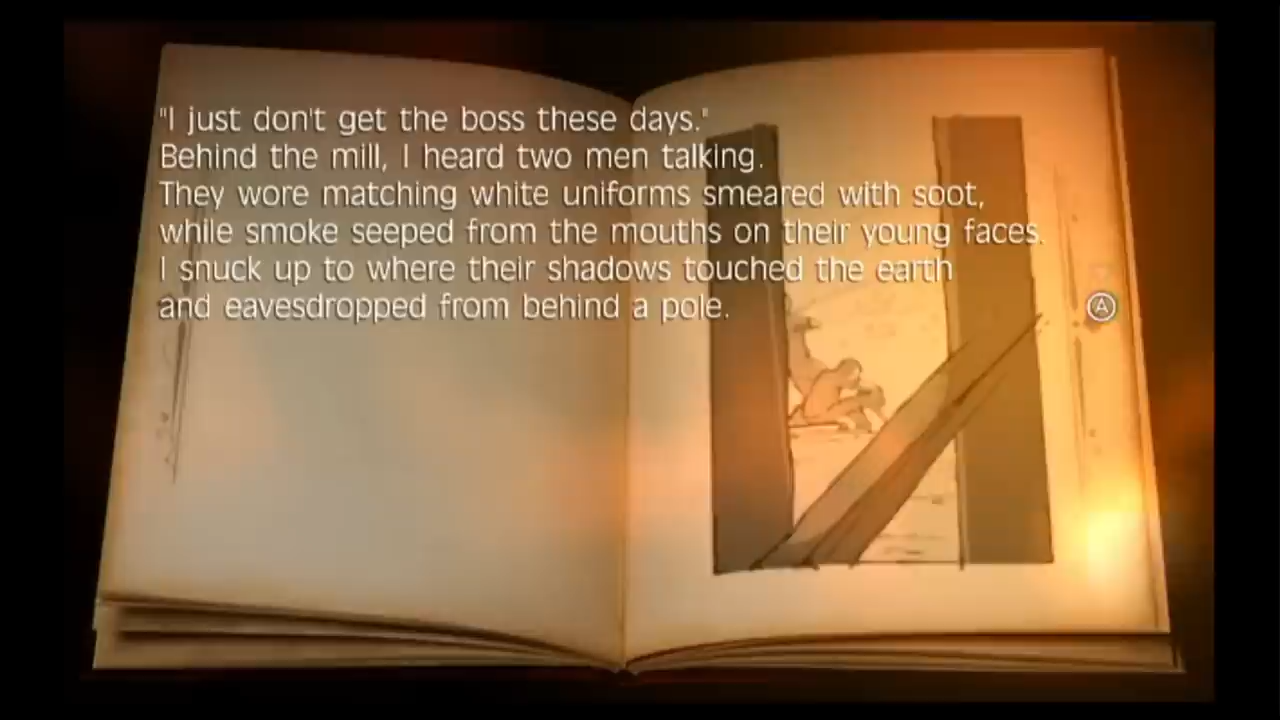 "I just don't get the boss these days."
Behind the mill, I heard two men talking.
They wore matching white uniforms smeared with soot,
while smoke seeped from the mouths on their young faces.
I snuck up to where their shadows touched the earth
and eavesdropped from behind a pole.
A